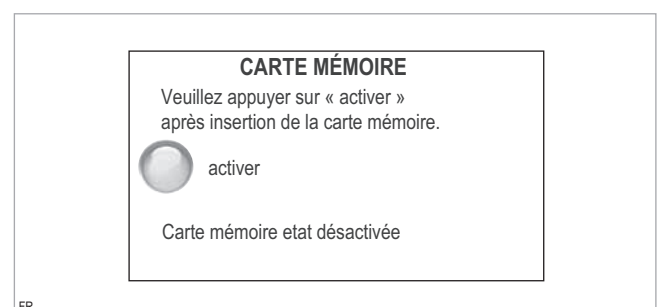 CARTE MÉMOIRE
Veuillez appuyer sur « activer »
après insertion de la carte mémoire.
activer
Carte mémoire etat désactivée
FR